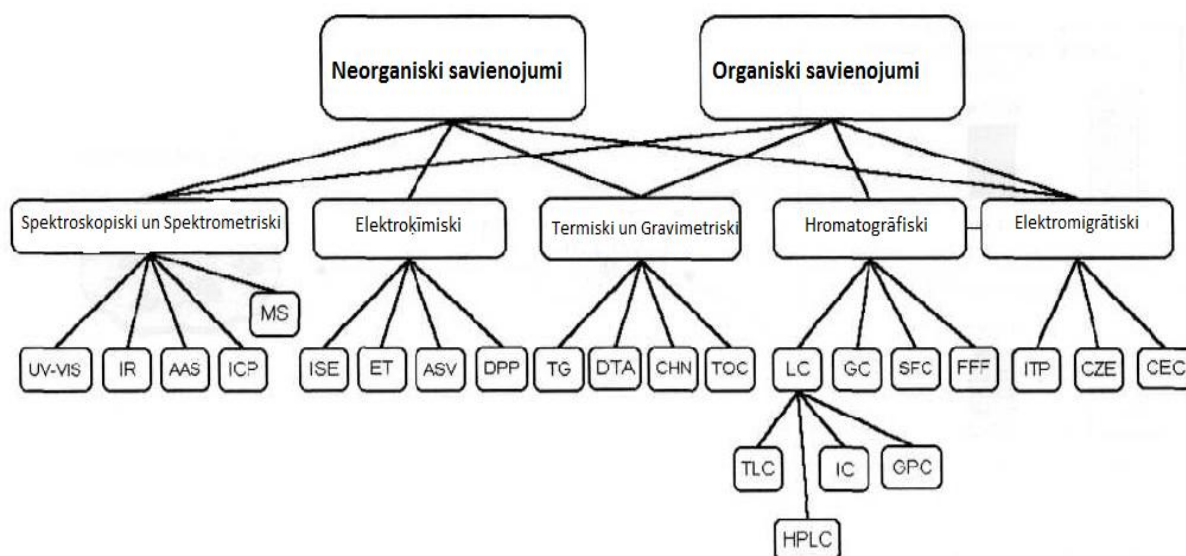 Neorganiski savienojumi
Organiski savienojumi
Spektroskopiski un Spektrometriski
Elektroķīmiski
Termiski un Gravimetriski
Hromatogrāfiski
Elektromigrātiski
MS
UV-VIS
IR
AAS
ICP
ISE
ET
ASV
DPP
TG
DTA
CHN
TOC
LC
GC
SFC
FFF
ITP
CZE
CEC
TLC
IC
GPC
HPLC